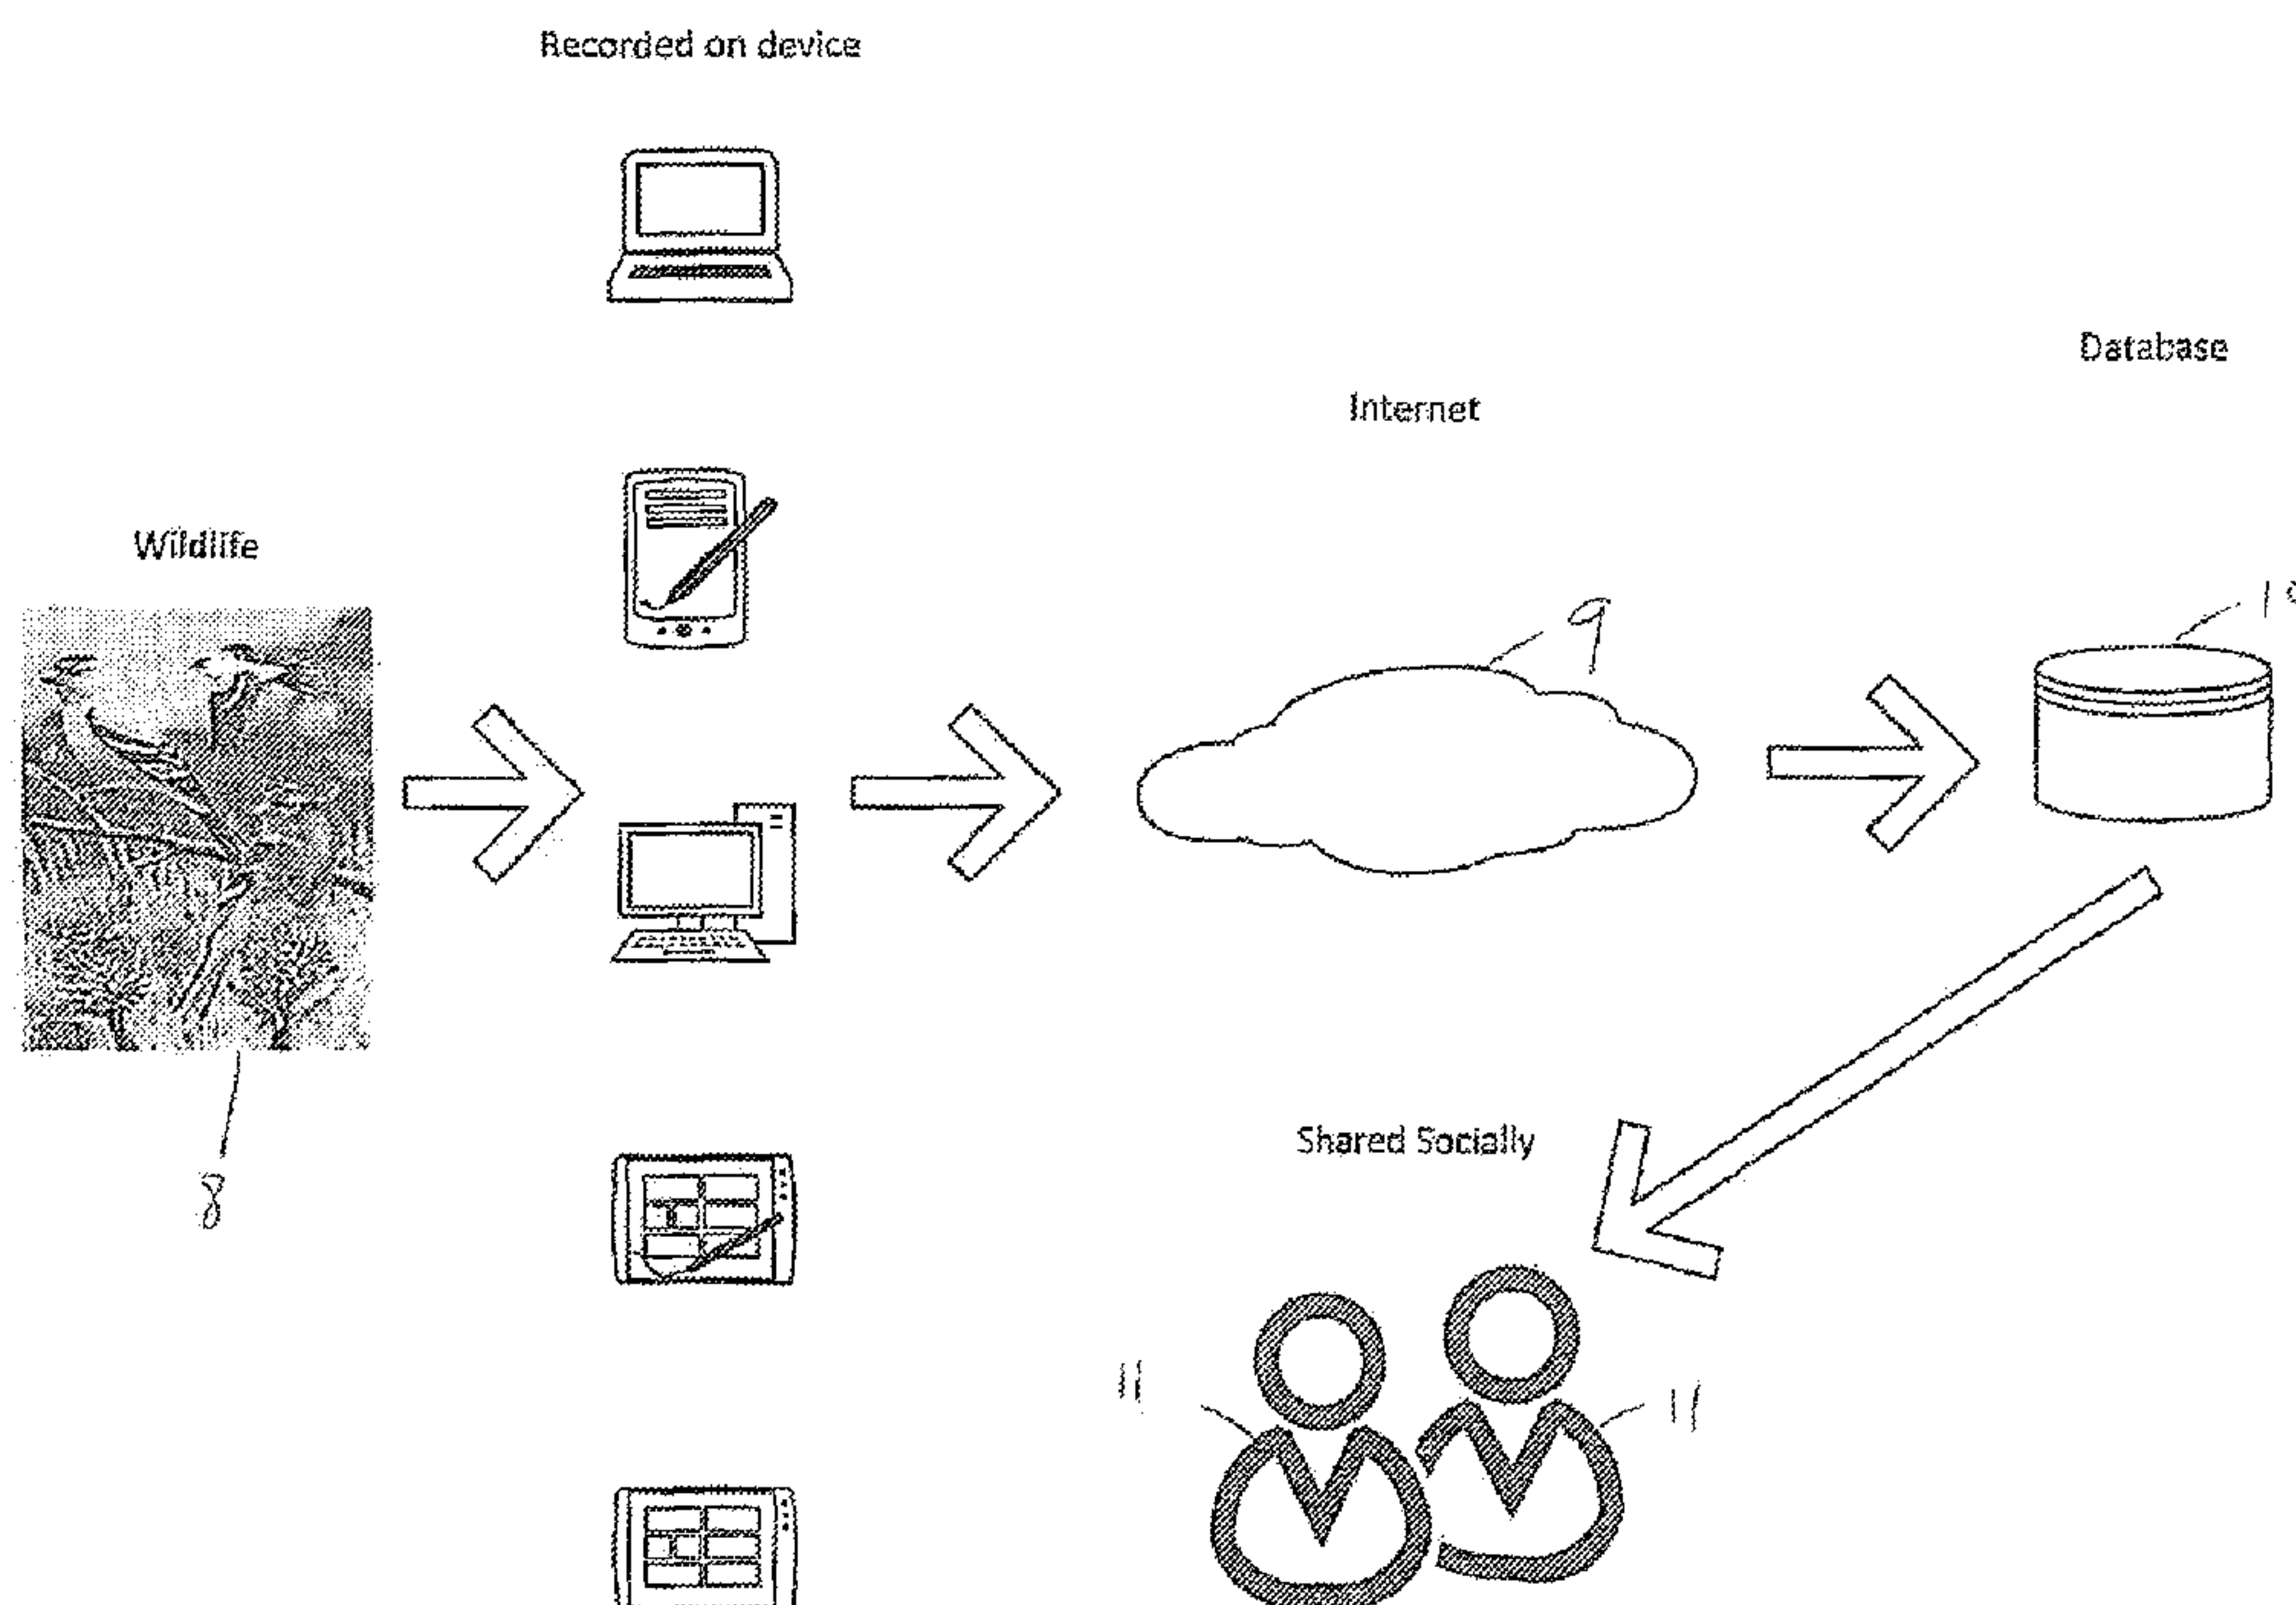 Recorded on device
Database
Internet
Wildlife
9
8
Shared Socially
11
11